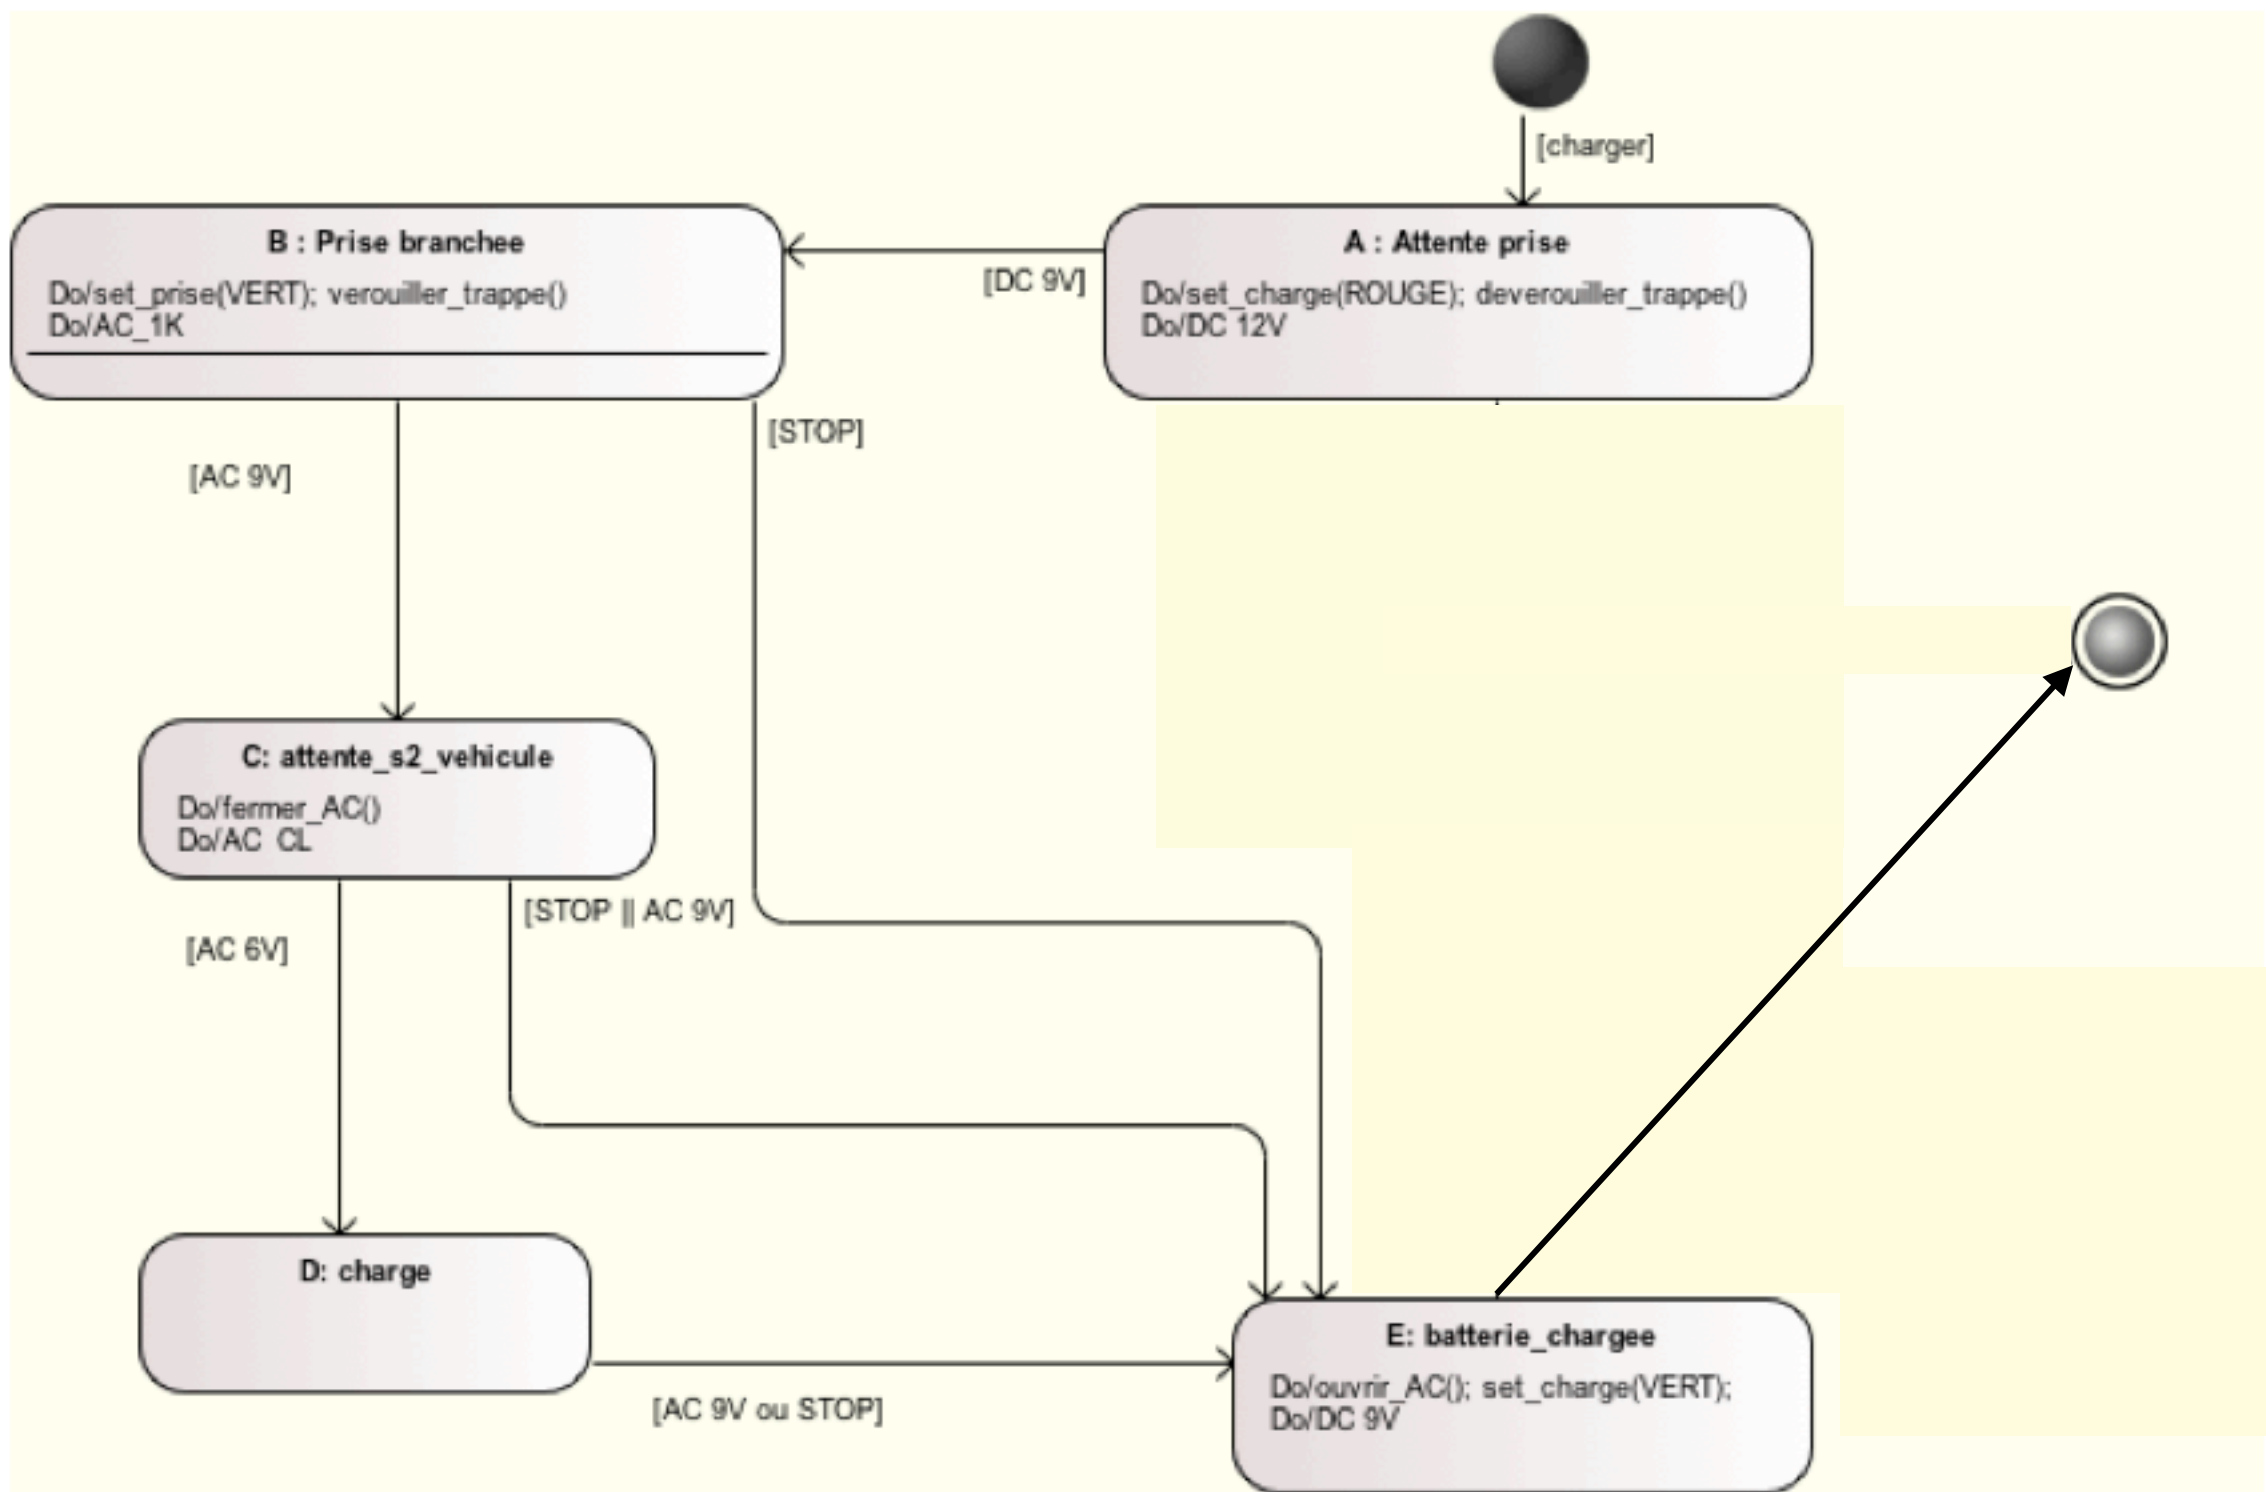 [charger]
B : Prise branchee
Do/set_prise(VERT); verouiller_trappe()
Do/AC_1K
[DC 9V]
A : Attente prise
Do/set_charge(ROUGE); deverouiller_trappe()
Do/DC 12V
[STOP]
[AC 9V]
C: attente_s2_vehicule
Do/fermer_AC()
Do/AC CL
[STOP || AC 9V]
[AC 6V]
D: charge
[AC 9V ou STOP]
E: batterie_chargee
Do/ouvrir_AC(); set_charge(VERT);
Do/DC 9V